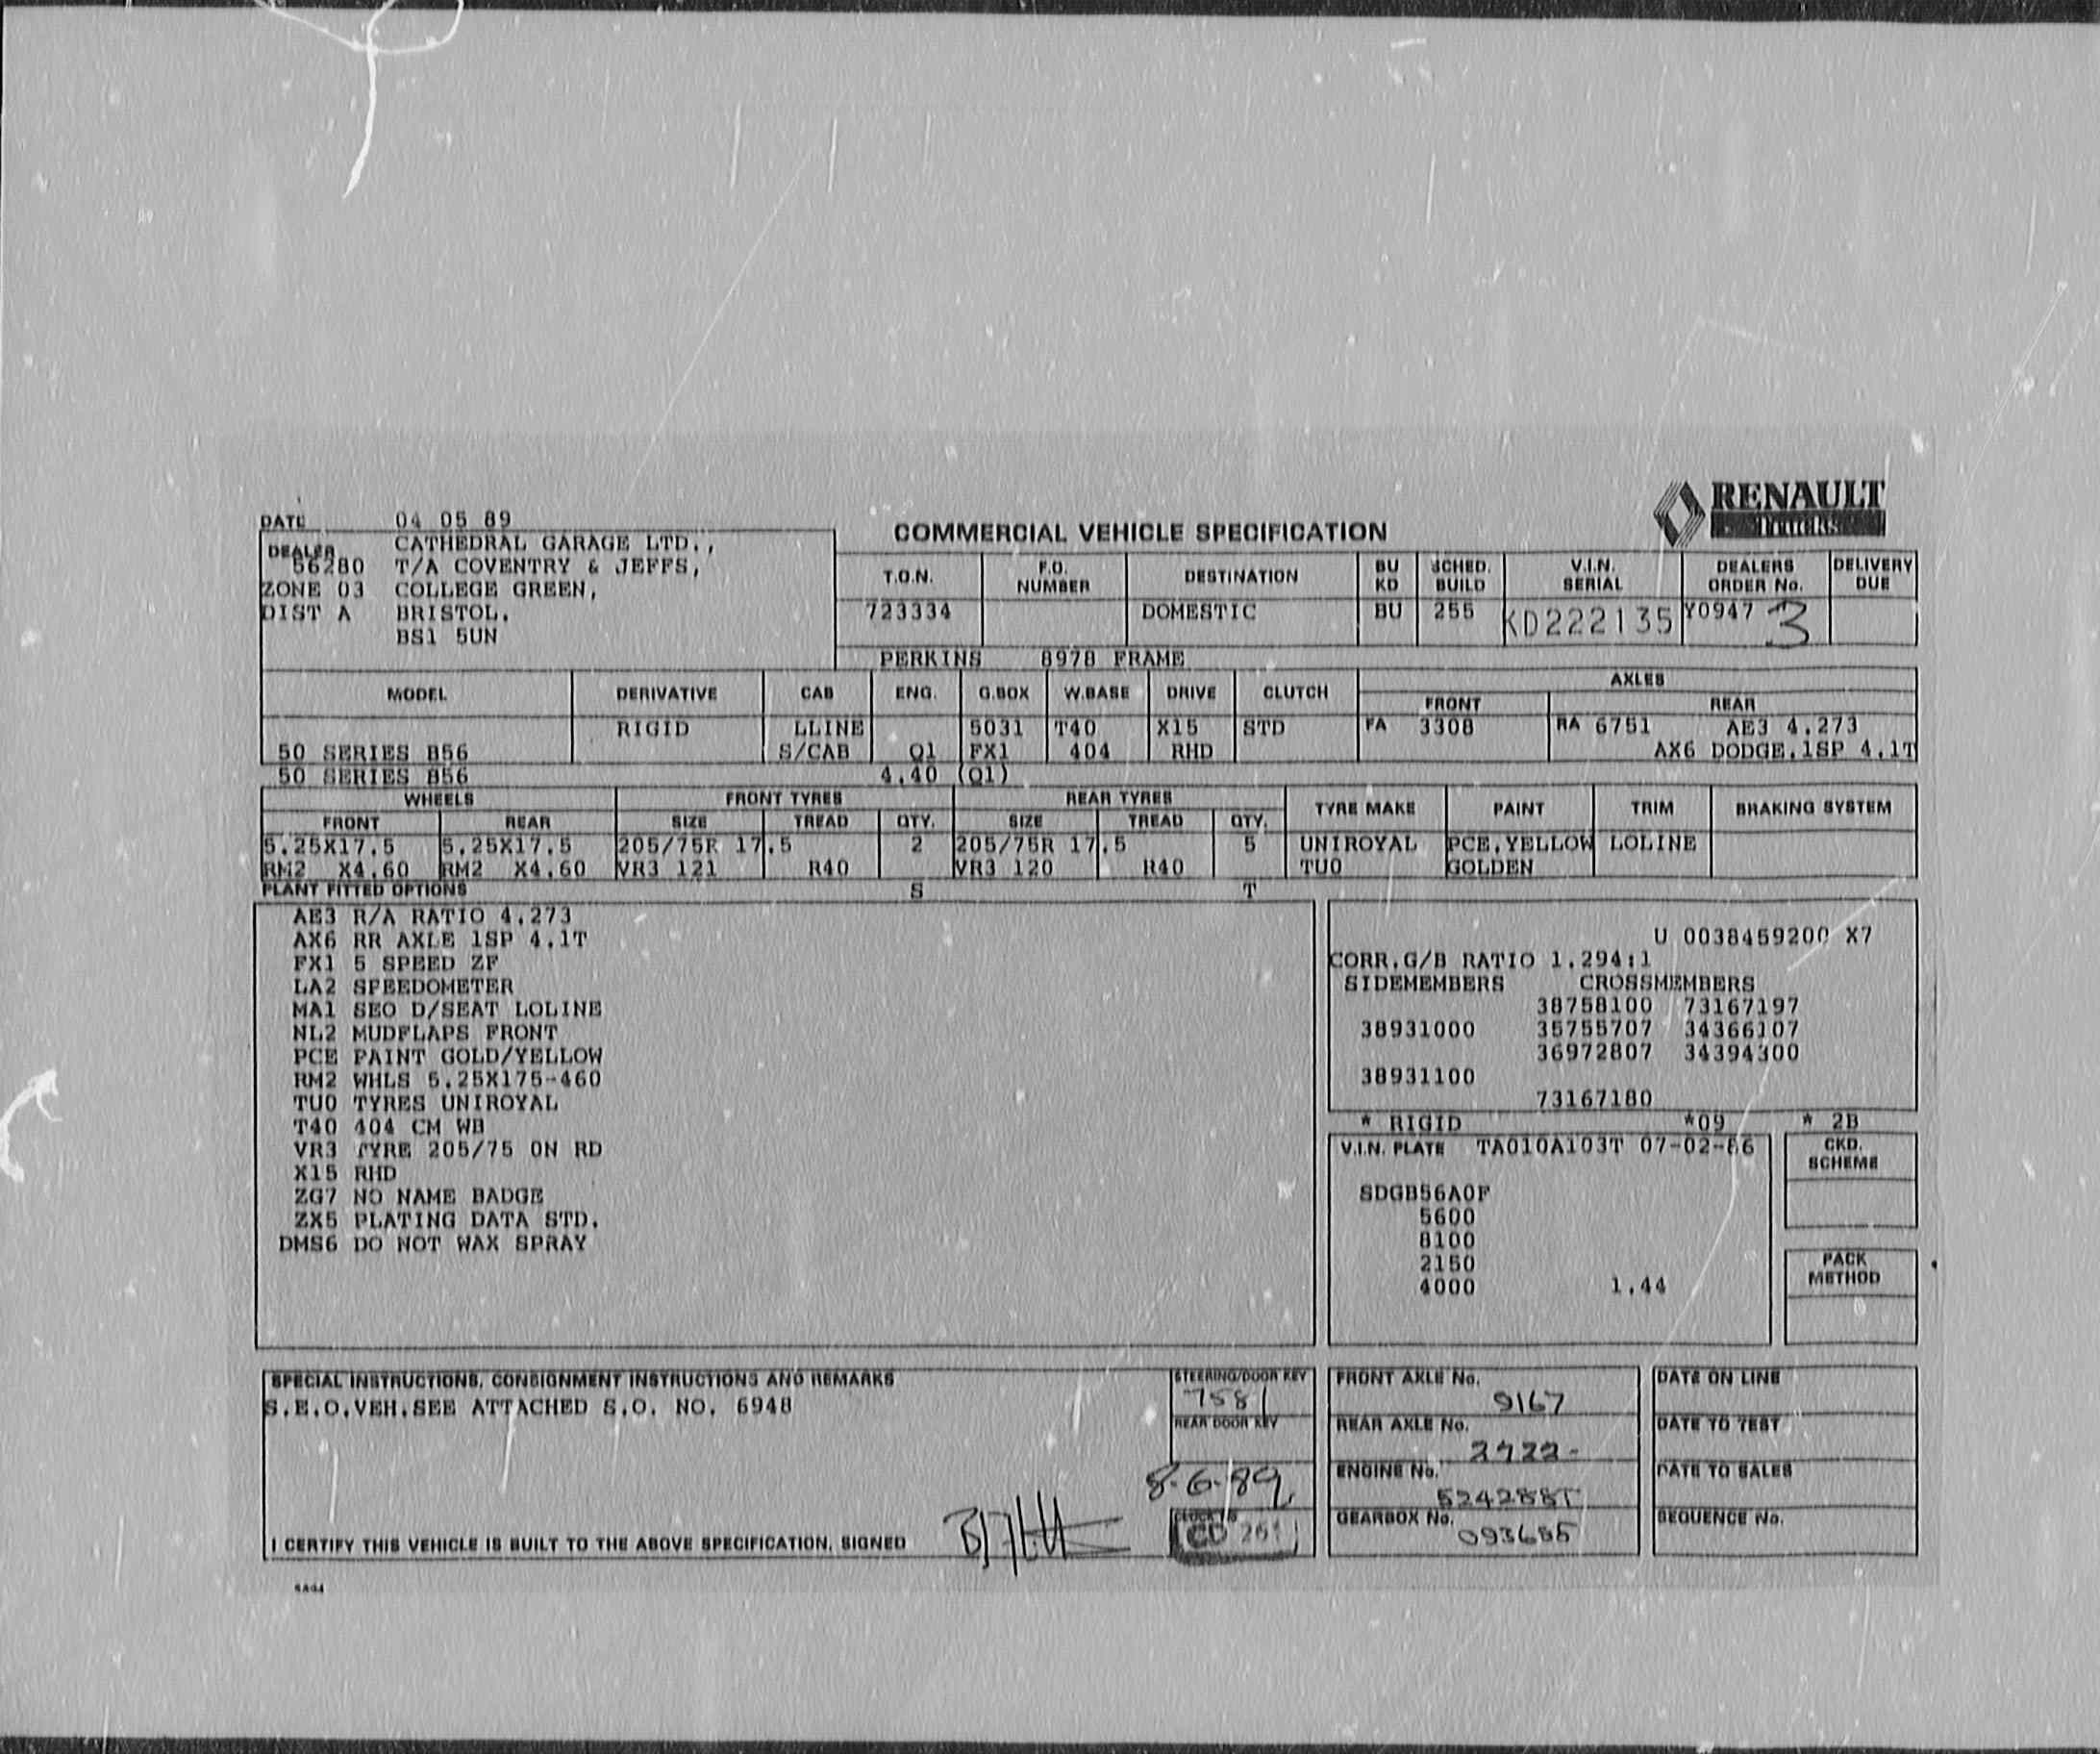 RENAULT
Trucks
DATE 04 05 89
COMMERCIAL VEHICLE SPECIFICATION
DEALER CATHEDRAL GARAGE LTD.,
56280 T/A COVENTRY & JEFFS,
ZONE 03 COLLEGE GREEN,
DIST A BRISTOL.
BS1 5UN
T.O.N. F.O. NUMBER DESTINATION BU KD SCHED. BUILD V.I.N. SERIAL DEALERS ORDER No. DELIVERY DUE
723334 DOMESTIC BU 255 KD222135 Y0947 3
PERKINS 8978 FRAME
MODEL DERIVATIVE CAB ENG. G.BOX W.BASE DRIVE CLUTCH AXLES
FRONT REAR
RIGID LLINE 5031 T40 X15 STD FA 3308 RA 6751 AE3 4.273
50 SERIES B56 S/CAB Q1 FX1 404 RHD AX6 DODGE.1SP 4.1T
50 SERIES B56 4.40 (Q1)
WHEELS FRONT TYRES REAR TYRES TYRE MAKE PAINT TRIM BRAKING SYSTEM
FRONT REAR SIZE TREAD QTY. SIZE TREAD QTY.
5.25X17.5 5.25X17.5 205/75R 17.5 2 205/75R 17.5 5 UNIROYAL PCE.YELLOW LOLINE
RM2 X4.60 RM2 X4.60 VR3 121 R40 VR3 120 R40 TU0 GOLDEN
PLANT FITTED OPTIONS S T
AE3 R/A RATIO 4.273
AX6 RR AXLE 1SP 4.1T
FX1 5 SPEED ZF
LA2 SPEEDOMETER
MA1 SEO D/SEAT LOLINE
NL2 MUDFLAPS FRONT
PCE PAINT GOLD/YELLOW
RM2 WHLS 5.25X175-460
TU0 TYRES UNIROYAL
T40 404 CM WB
VR3 TYRE 205/75 ON RD
X15 RHD
ZG7 NO NAME BADGE
ZX5 PLATING DATA STD.
DMS6 DO NOT WAX SPRAY
U 0038459200 X7
CORR.G/B RATIO 1.294:1
SIDEMEMBERS CROSSMEMBERS
38758100 73167197
38931000 35755707 34366107
36972807 34394300
38931100
73167180
* RIGID *09 * 2B
V.I.N. PLATE TA010A103T 07-02-86
CKD. SCHEME
SDGB56A0F
5600
8100
2150
4000 1.44
PACK METHOD
SPECIAL INSTRUCTIONS, CONSIGNMENT INSTRUCTIONS AND REMARKS
S.E.O.VEH.SEE ATTACHED S.O. NO. 6948
STEERING/DOOR KEY
7581
REAR DOOR KEY
8-6-89
CD 261
I CERTIFY THIS VEHICLE IS BUILT TO THE ABOVE SPECIFICATION, SIGNED
FRONT AXLE No.
9167
REAR AXLE No.
ENGINE No.
GEARBOX No.
DATE ON LINE
DATE TO TEST
DATE TO SALES
SEQUENCE No.